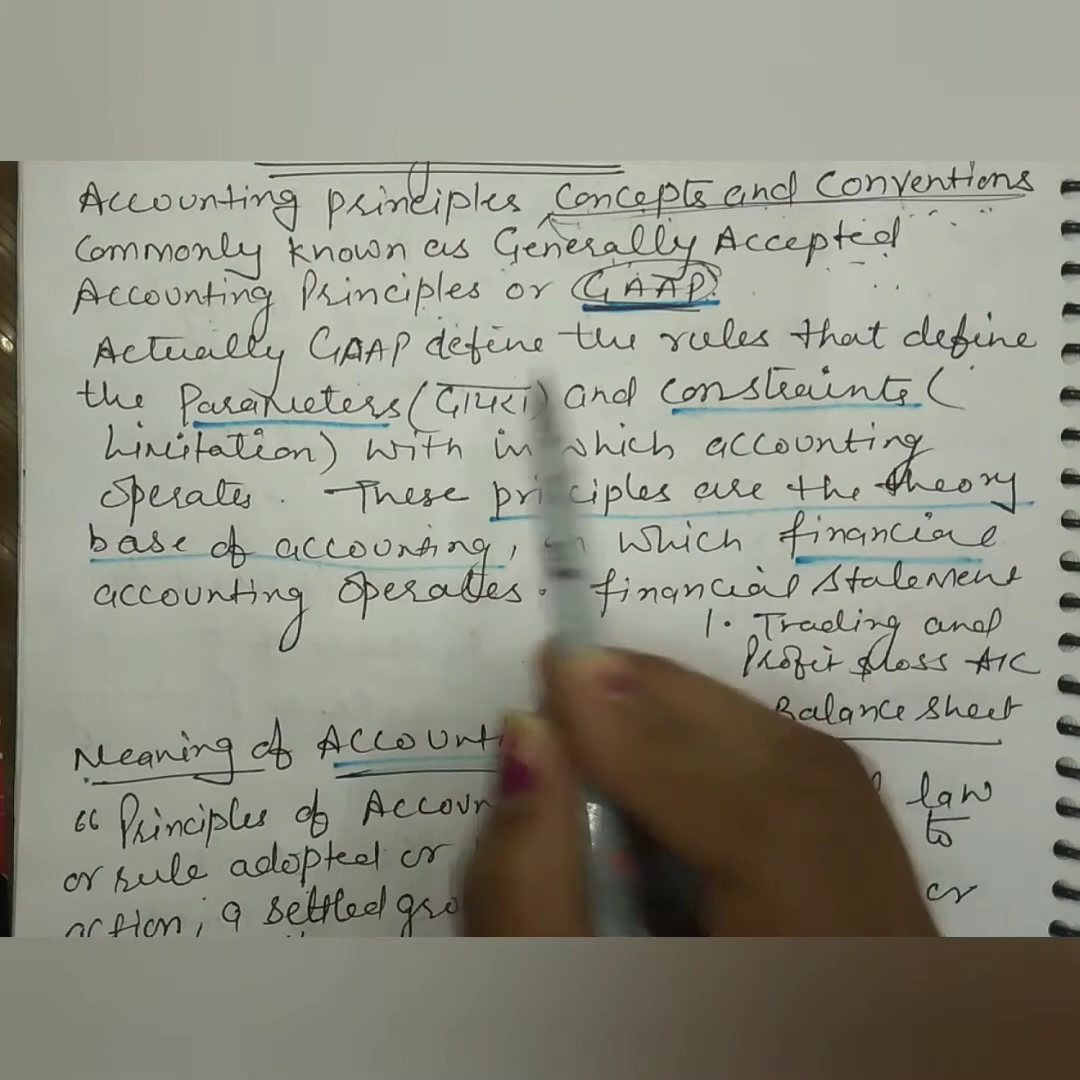 Accounting principles Concepts and Conventions
Commonly known as Generally Accepted
Accounting Principles or GAAP.
Actually GAAP define the rules that define
the Parameters ( ) and constraints (
Limitation) with in which accounting
operates. These principles are the theory
base of accounting, which financial
accounting operates. financial statement
1. Trading and
Profit & loss A/C
Balance sheet
Meaning of
" Principles of law
or rule adopted or to
action, a settled or